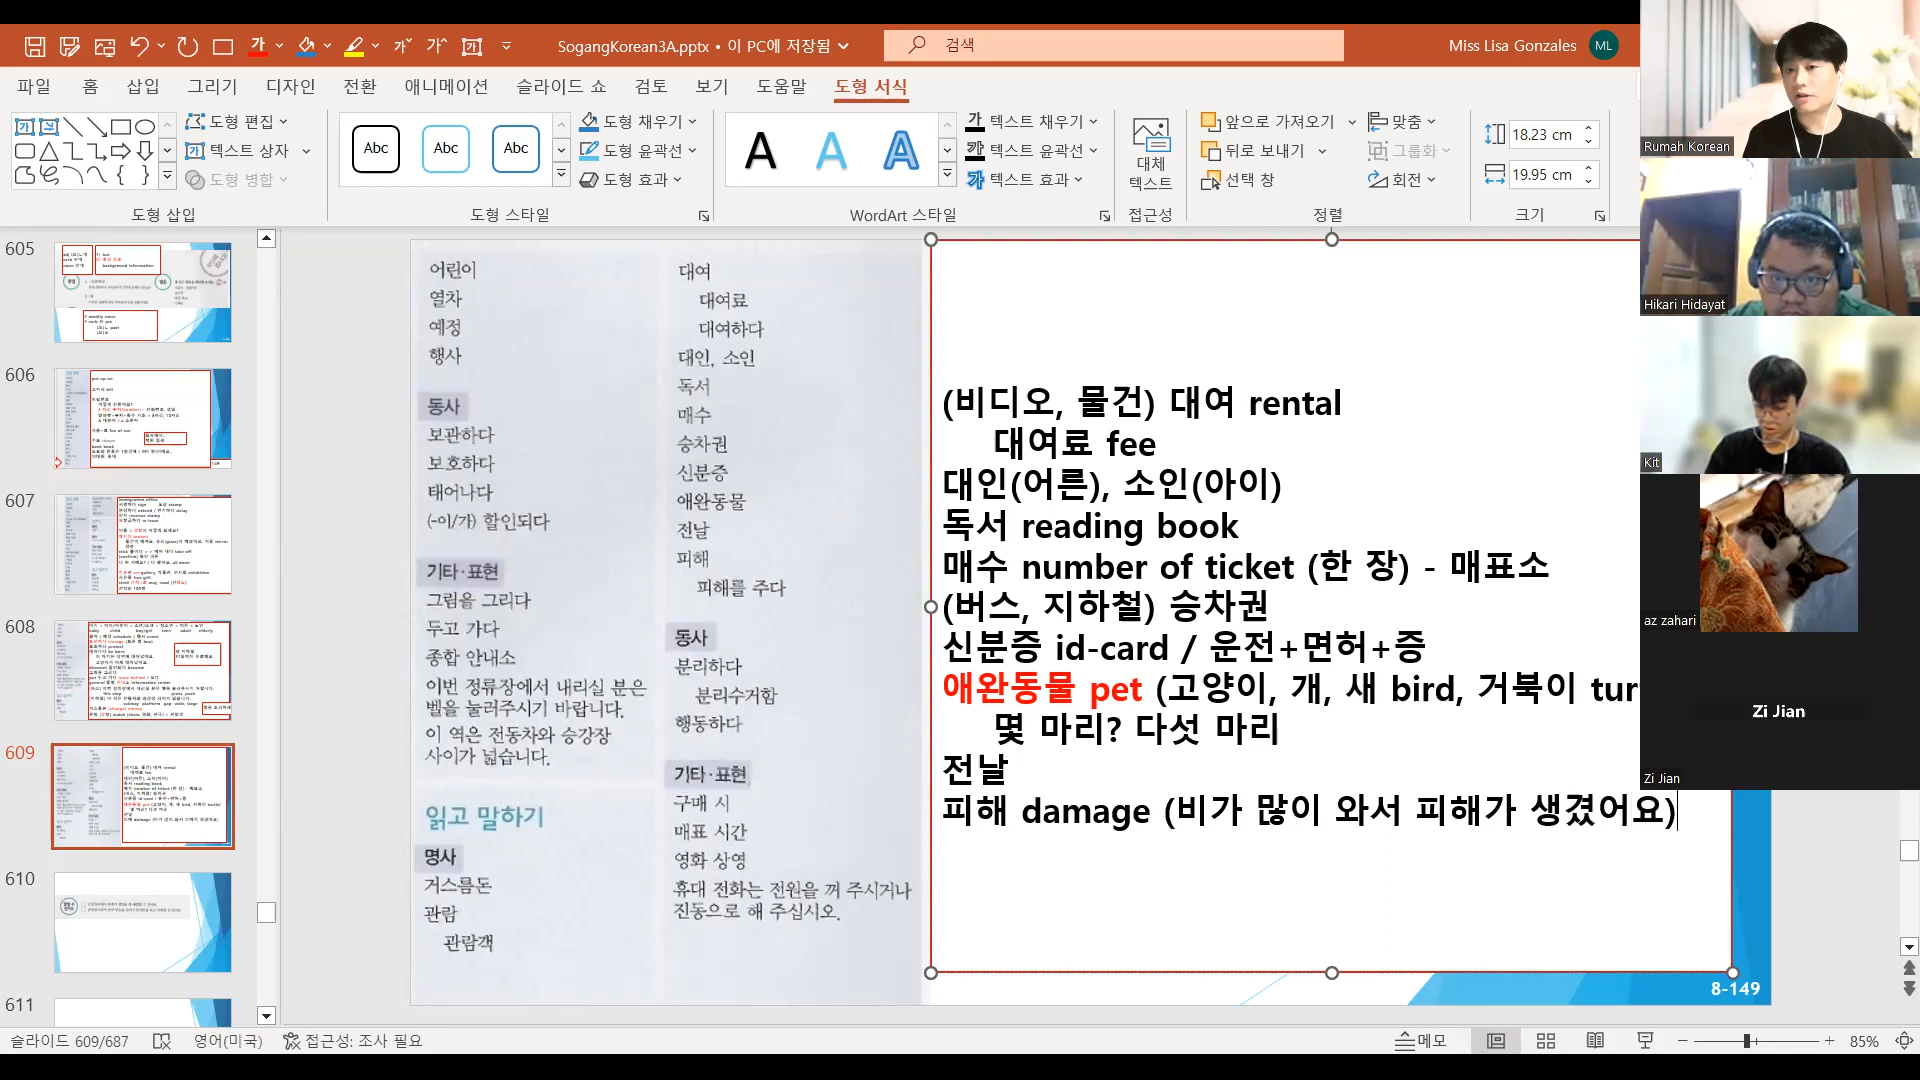 SogangKorean3A.pptx • 이 PC에 저장됨
검색
Miss Lisa Gonzales
ML
파일 홈 삽입 그리기 디자인 전환 애니메이션 슬라이드 쇼 검토 보기 도움말 도형 서식
도형 편집
텍스트 상자
도형 병합
도형 삽입
Abc Abc Abc
도형 채우기
도형 윤곽선
도형 효과
도형 스타일
A A A
텍스트 채우기
텍스트 윤곽선
텍스트 효과
WordArt 스타일
대체
텍스트
접근성
앞으로 가져오기
뒤로 보내기
선택 창
맞춤
그룹화
회전
정렬
18.23 cm
19.95 cm
크기
605
606
607
608
609
610
611
어린이
열차
예정
행사
동사
보관하다
보호하다
태어나다
(-이/가) 할인되다
기타·표현
그림을 그리다
두고 가다
종합 안내소
이번 정류장에서 내리실 분은
벨을 눌러주시기 바랍니다.
이 역은 전동차와 승강장
사이가 넓습니다.
읽고 말하기
명사
거스름돈
관람
관람객
대여
대여료
대여하다
대인, 소인
독서
매수
승차권
신분증
애완동물
전날
피해
피해를 주다
동사
분리하다
분리수거함
행동하다
기타·표현
구매 시
매표 시간
영화 상영
휴대 전화는 전원을 꺼 주시거나
진동으로 해 주십시오.
(비디오, 물건) 대여 rental
대여료 fee
대인(어른), 소인(아이)
독서 reading book
매수 number of ticket (한 장) - 매표소
(버스, 지하철) 승차권
신분증 id-card / 운전+면허+증
애완동물 pet (고양이, 개, 새 bird, 거북이 tur
몇 마리? 다섯 마리
전날
피해 damage (비가 많이 와서 피해가 생겼어요)
8-149
Rumah Korean
Hikari Hidayat
Kit
az zahari
Zi Jian
Zi Jian
슬라이드 609/687
영어(미국)
접근성: 조사 필요
메모
85%